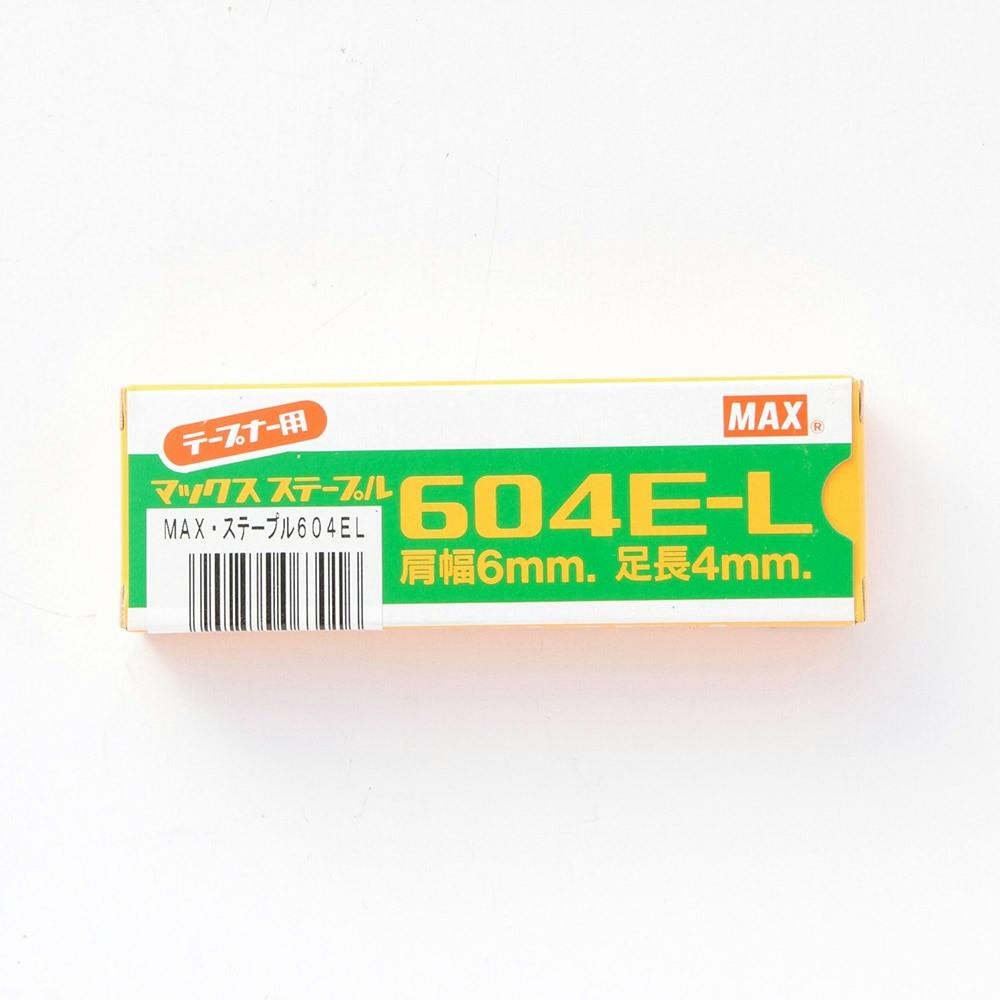 テープナー用
MAX®
マックス ステープル
604E-L
肩幅6mm. 足長4mm.
MAX・ステープル604EL